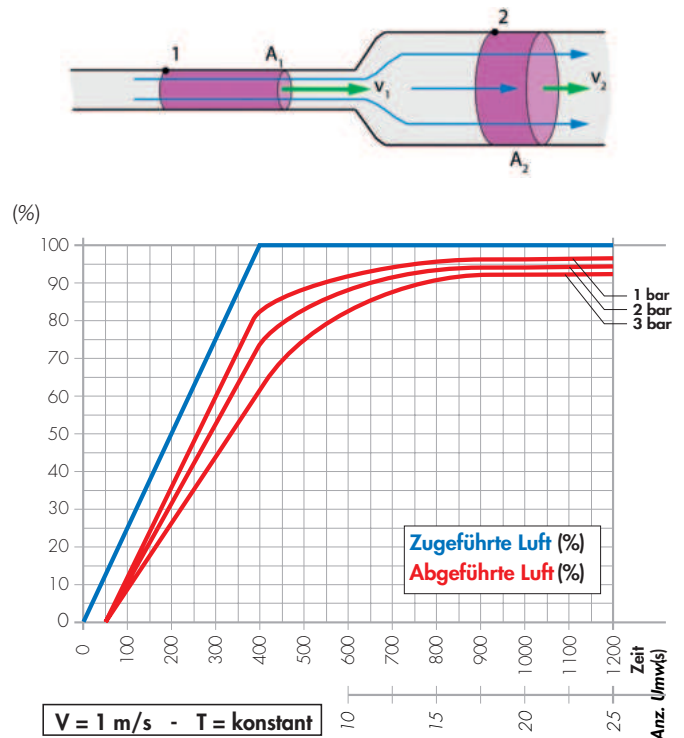 1
A1
v1
2
v2
A2
(%)
100
90
80
70
60
50
40
30
20
10
0
1 bar
2 bar
3 bar
Zugeführte Luft (%)
Abgeführte Luft (%)
0
100
200
300
400
500
600
700
800
900
1000
1100
1200
Zeit
(s)
10
15
20
25
Anz. Umw.
V = 1 m/s - T = konstant